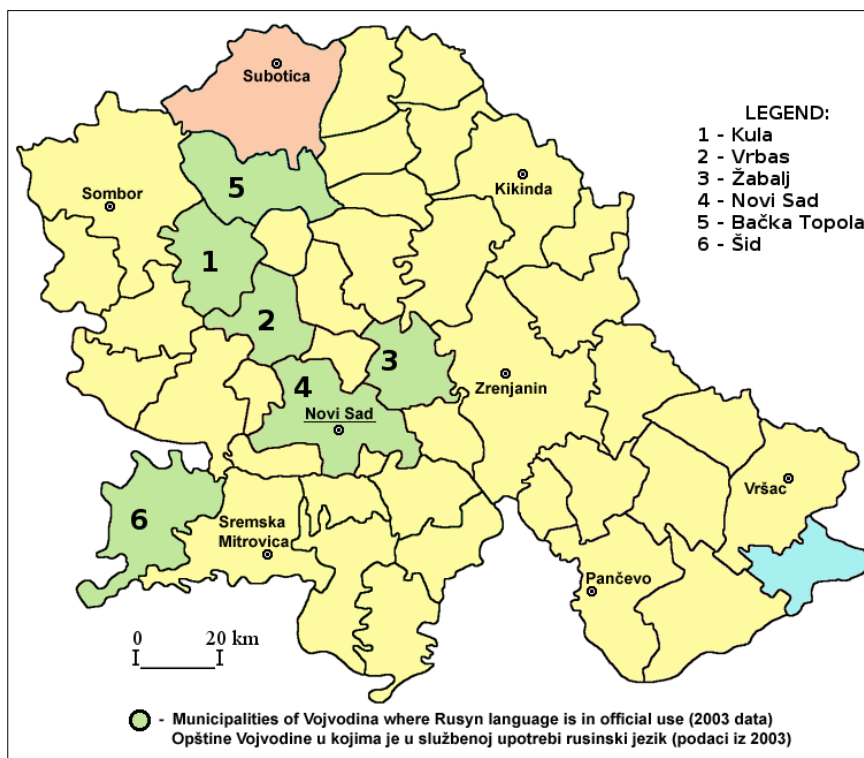 Subotica
LEGEND:
1 - Kula
2 - Vrbas
3 - Žabalj
4 - Novi Sad
5 - Bačka Topola
6 - Šid
Kikinda
5
Sombor
1
2
3
4
Zrenjanin
Novi Sad
Vršac
6
Sremska
Mitrovica
Pančevo
0 20 km
- Municipalities of Vojvodina where Rusyn language is in official use (2003 data)
Opštine Vojvodine u kojima je u službenoj upotrebi rusinski jezik (podaci iz 2003)